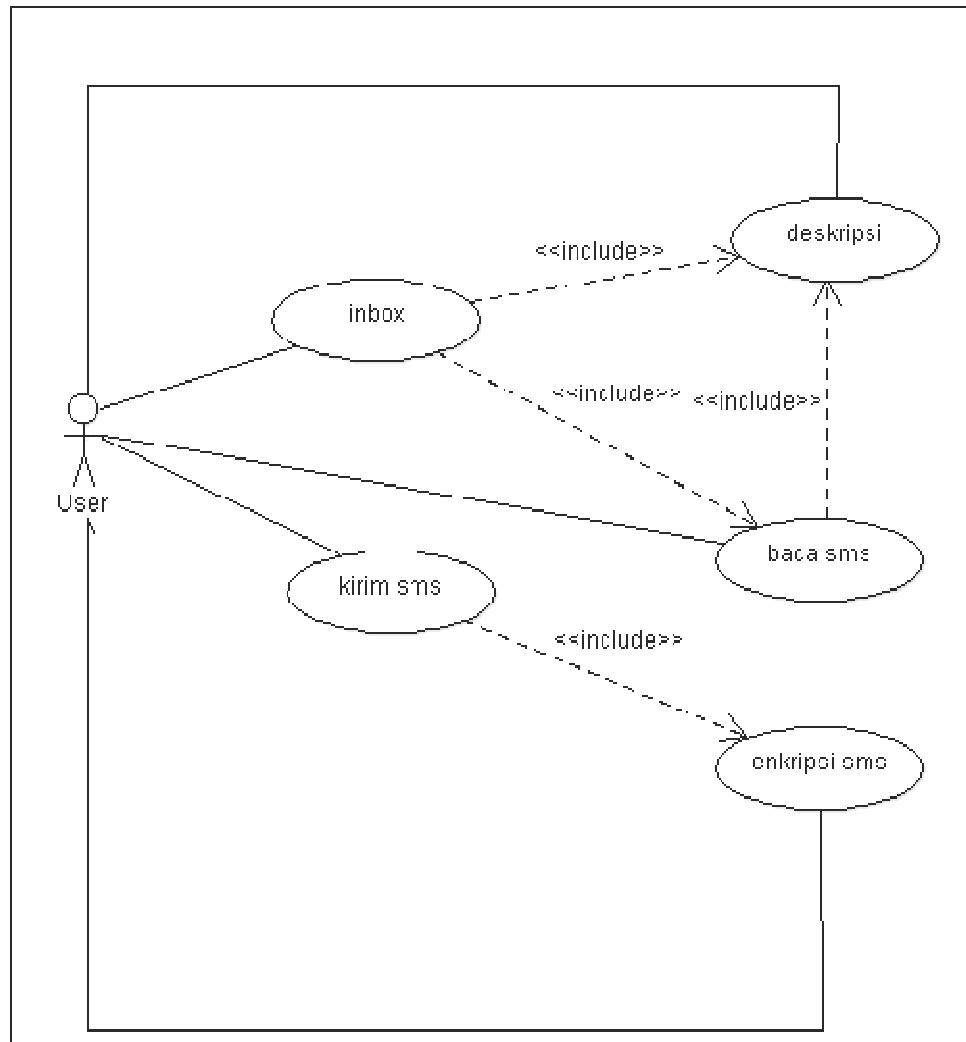 deskripsi
<<include>>
inbox
<<include>>
<<include>>
User
baca sms
kirim sms
<<include>>
enkripsi sms